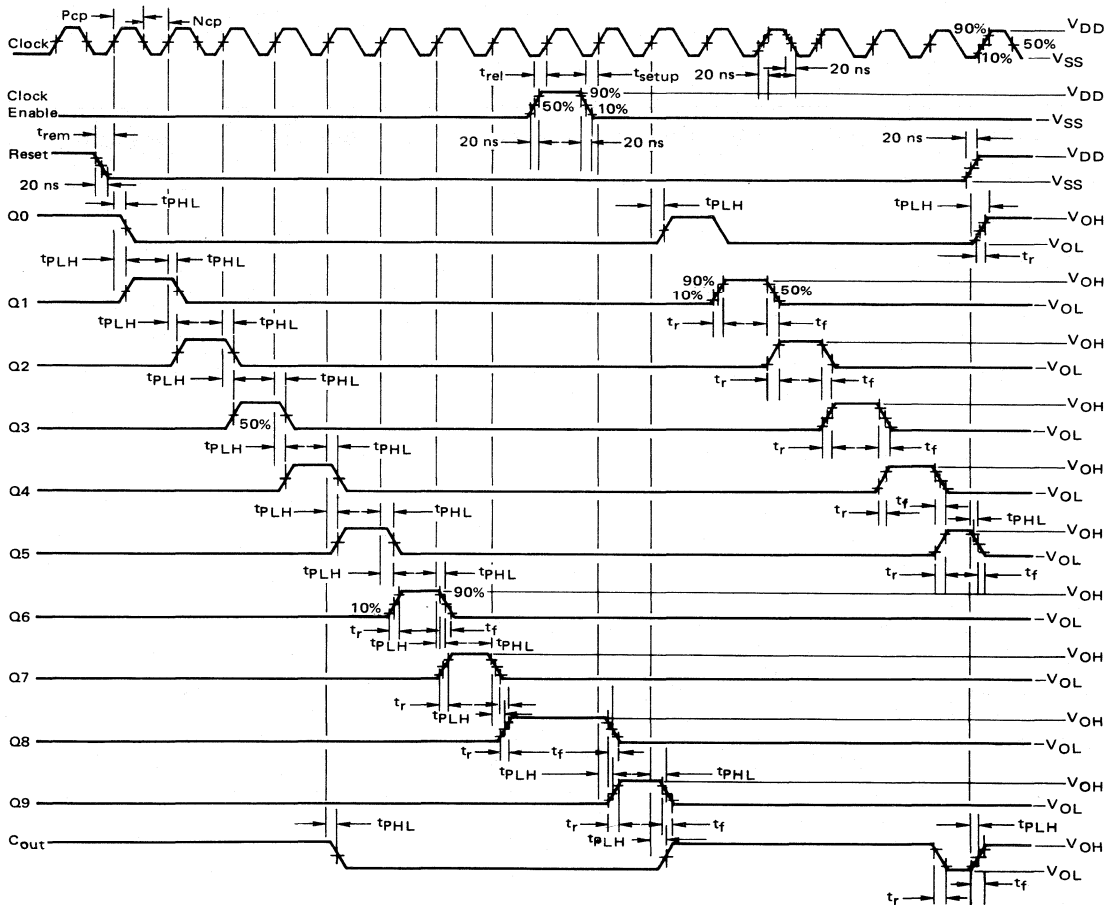 Pcp Ncp
VDD
Clock 90% 50%
10%
VSS
trel tsetup 20 ns 20 ns
Clock 90% VDD
Enable 50% 10% VSS
trem 20 ns 20 ns 20 ns
Reset VDD
20 ns VSS
tPHL tPLH tPLH
Q0 VOH
VOL
tPLH tPHL tr
90% 50% VOH
Q1 10% VOL
tPLH tPHL tr tf
VOH
Q2 VOL
tPLH tPHL tr tf
VOH
Q3 50% VOL
tPLH tPHL tr tf
VOH
Q4 VOL
tf
tPLH tPHL tr tPHL
VOH
Q5 VOL
tPLH tPHL tr tf
90% VOH
Q6 10% VOL
tr tf
tPLH tPHL
VOH
Q7 VOL
tr
tPLH
VOH
Q8 VOL
tr tf
tPLH tPHL
VOH
Q9 VOL
tPHL tr tf tPLH
tPLH
Cout VOH
VOL
tr tf